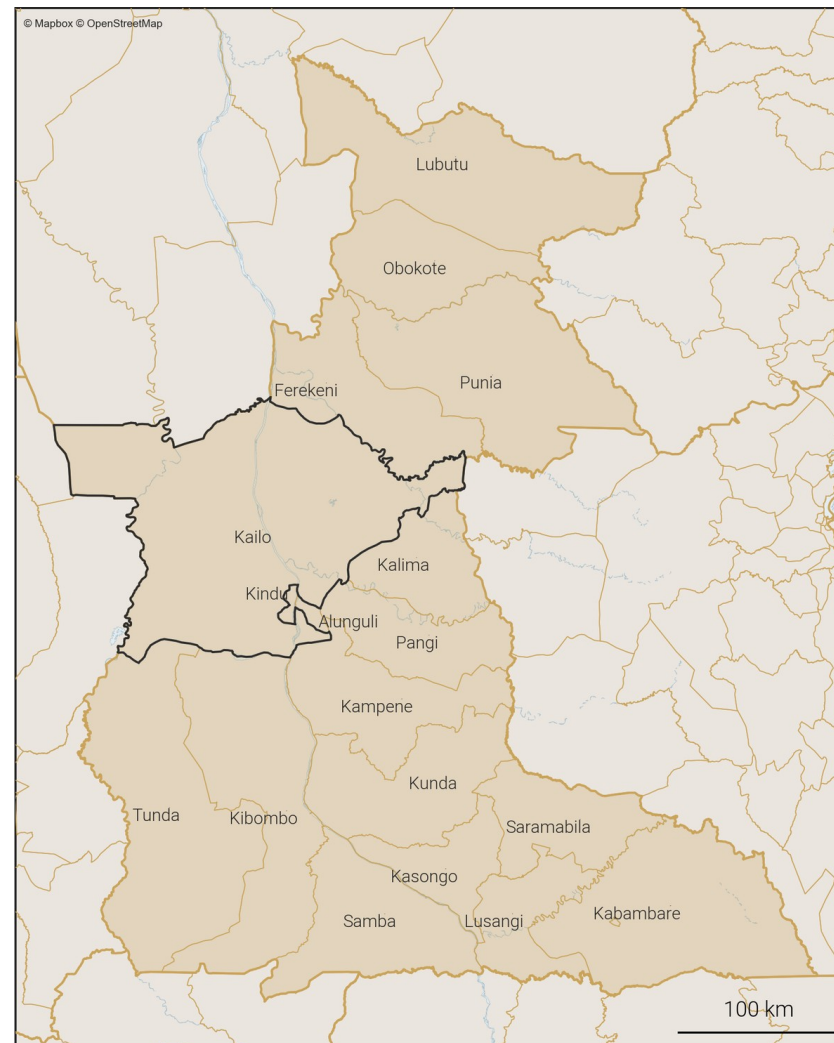 © Mapbox © OpenStreetMap
Lubutu
Obokote
Punia
Ferekeni
Kailo
Kalima
Kindu
Alunguli
Pangi
Kampene
Kunda
Tunda
Kibombo
Saramabila
Kasongo
Samba
Lusangi
Kabambare
100 km